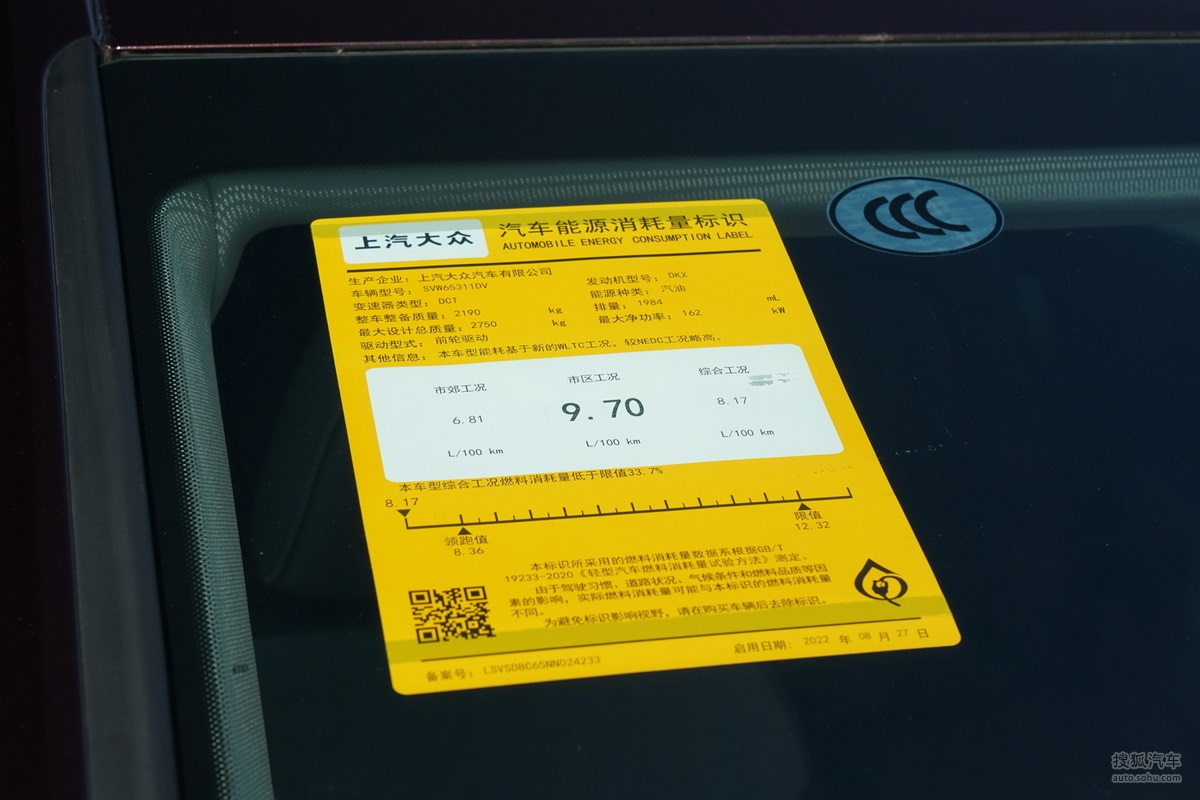 上汽大众
汽车能源消耗量标识
AUTOMOBILE ENERGY CONSUMPTION LABEL
生产企业：上汽大众汽车有限公司
发动机型号：DKX
车辆型号：SVW65311DV
能源种类：汽油
变速器类型：DCT
排量：1984 mL
整车整备质量：2190 kg
最大净功率：162 kW
最大设计总质量：2750 kg
驱动型式：前轮驱动
其他信息：本车型能耗基于新的WLTC工况，较NEDC工况略高。
市郊工况 市区工况 综合工况
6.81 9.70 8.17
L/100 km L/100 km L/100 km
本车型综合工况燃料消耗量低于限值33.7%
8.17
领跑值 限值
8.36 12.32
本标识所采用的燃料消耗量数据系根据GB/T
19233-2020《轻型汽车燃料消耗量试验方法》测定。
由于驾驶习惯、道路状况、气候条件和燃料品质等因
素的影响，实际燃料消耗量可能与本标识的燃料消耗量
不同。
为避免标识影响视野，请在购买车辆后去除标识。
备案号：LSVSD8C65NN024233
启用日期：2022 年 08 月 27 日
CCC
搜狐汽车
auto.sohu.com